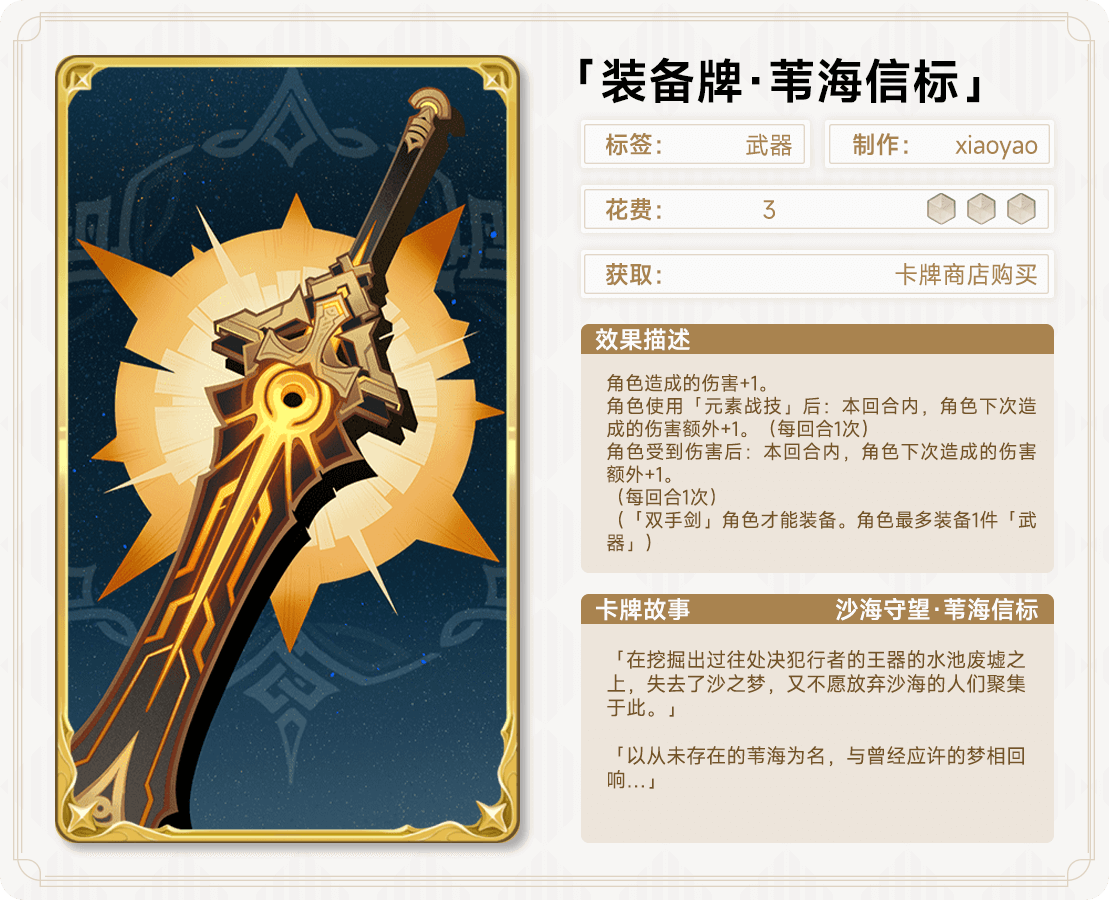 「装备牌·苇海信标」
标签： 武器
制作： xiaoyao
花费： 3
获取： 卡牌商店购买
效果描述
角色造成的伤害+1。
角色使用「元素战技」后：本回合内，角色下次造
成的伤害额外+1。（每回合1次）
角色受到伤害后：本回合内，角色下次造成的伤害
额外+1。
（每回合1次）
（「双手剑」角色才能装备。角色最多装备1件「武
器」）
卡牌故事 沙海守望·苇海信标
「在挖掘出过往处决犯行者的王器的水池废墟之
上，失去了沙之梦，又不愿放弃沙海的人们聚集
于此。」
「以从未存在的苇海为名，与曾经应许的梦相回
响...」